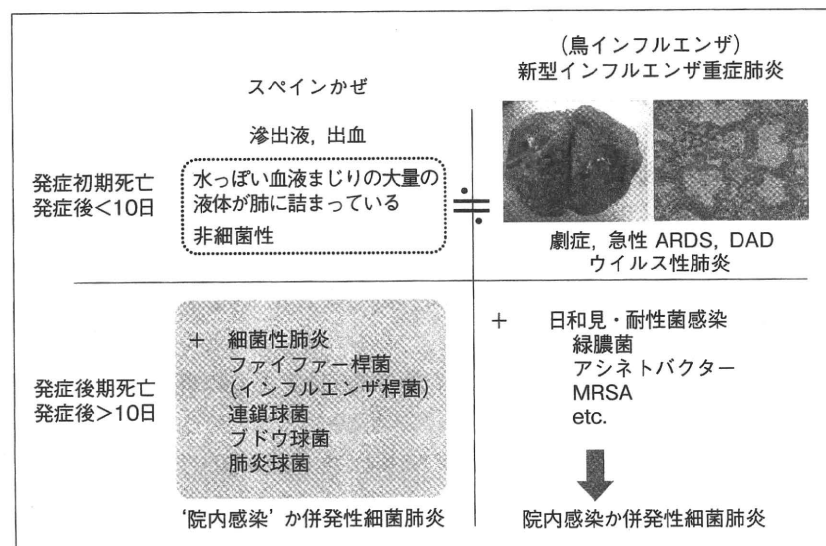 (鳥インフルエンザ)
新型インフルエンザ重症肺炎
スペインかぜ
滲出液, 出血
発症初期死亡
発症後<10日
水っぽい血液まじりの大量の
液体が肺に詰まっている
非細菌性
≒
劇症, 急性 ARDS, DAD
ウイルス性肺炎
発症後期死亡
発症後>10日
+ 細菌性肺炎
ファイファー桿菌
(インフルエンザ桿菌)
連鎖球菌
ブドウ球菌
肺炎球菌
'院内感染' か併発性細菌肺炎
+ 日和見・耐性菌感染
緑膿菌
アシネトバクター
MRSA
etc.
院内感染か併発性細菌肺炎